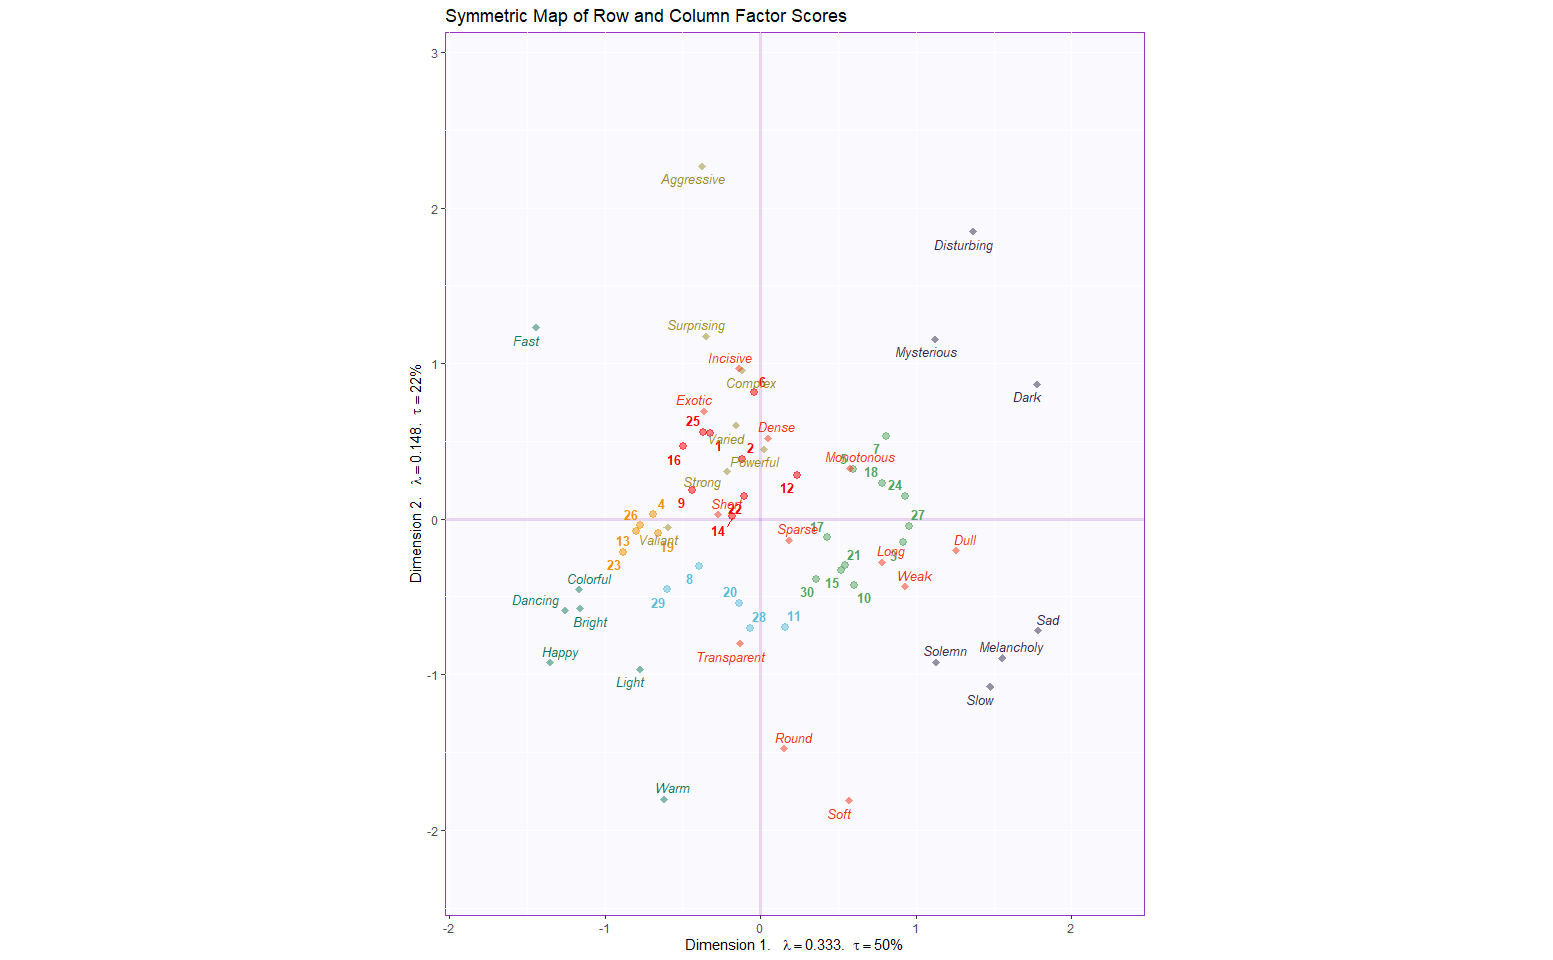 Symmetric Map of Row and Column Factor Scores
3
Aggressive
2
Disturbing
Surprising
Fast
Mysterious
Incisive
1
Complex
6
Dark
Exotic
25
Dense
Varied
1
2
7
16
Powerful
Monotonous
5
18
Strong
12
24
9
Short
4
22
26
27
0
14
17
Sparse
13
Valiant
19
Dull
23
21
Long
3
Colorful
8
15
Weak
Dancing
29
20
30
10
Bright
28
11
Sad
Happy
Transparent
Solemn
Melancholy
-1
Light
Slow
Round
Warm
Soft
-2
-2
-1
0
1
2
Dimension 1. λ = 0.333. τ = 50%
Dimension 2. λ = 0.148. τ = 22%